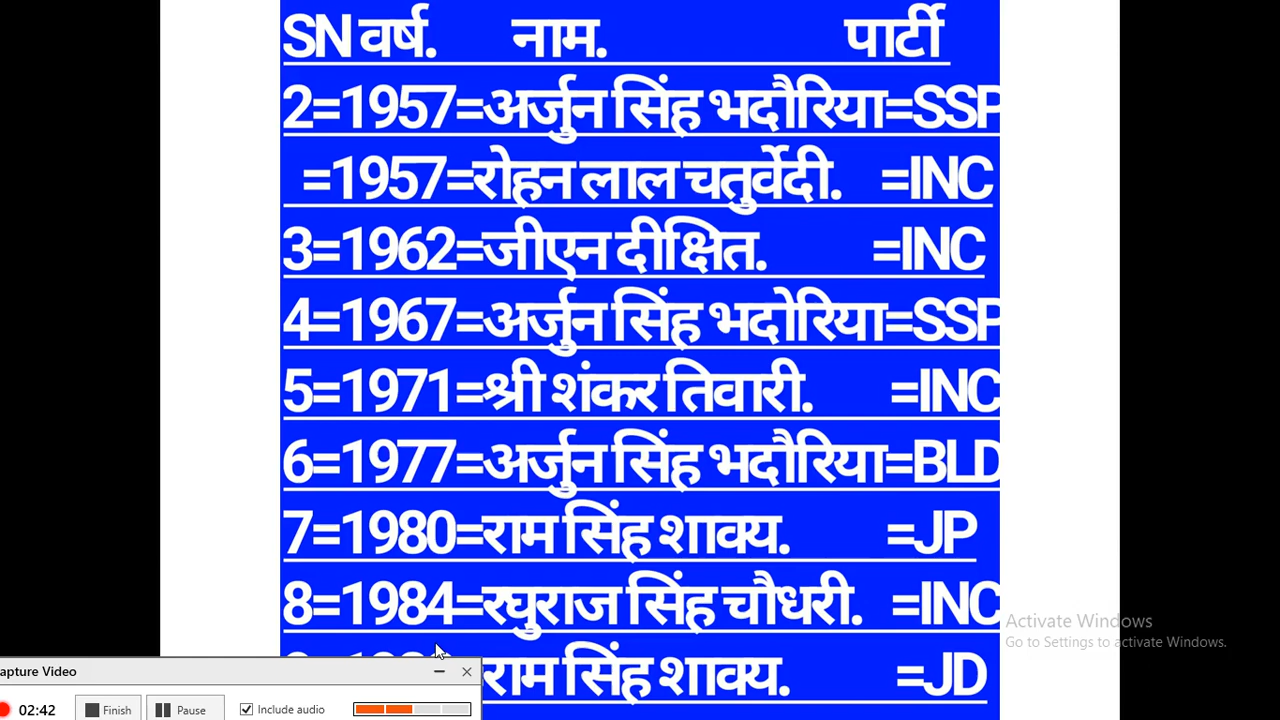 SN वर्ष. नाम. पार्टी
2=1957=अर्जुन सिंह भदौरिया=SSP
=1957=रोहन लाल चतुर्वेदी. =INC
3=1962=जीएन दीक्षित. =INC
4=1967=अर्जुन सिंह भदोरिया=SSP
5=1971=श्री शंकर तिवारी. =INC
6=1977=अर्जुन सिंह भदौरिया=BLD
7=1980=राम सिंह शाक्य. =JP
8=1984=रघुराज सिंह चौधरी. =INC
राम सिंह शाक्य. =JD
Activate Windows
Go to Settings to activate Windows.
apture Video
02:42 Finish Pause Include audio